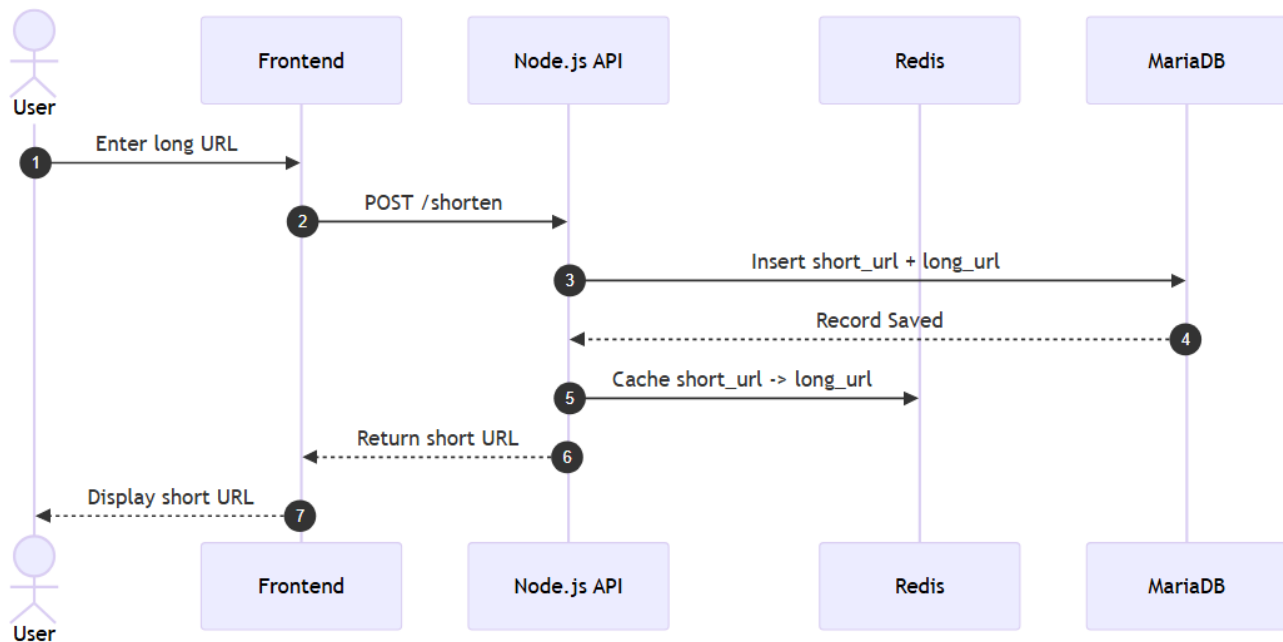 Frontend
Node.js API
Redis
MariaDB
User
Enter long URL
1
POST /shorten
2
Insert short_url + long_url
3
Record Saved
4
Cache short_url -> long_url
5
Return short URL
6
Display short URL
7
Frontend
Node.js API
Redis
MariaDB
User